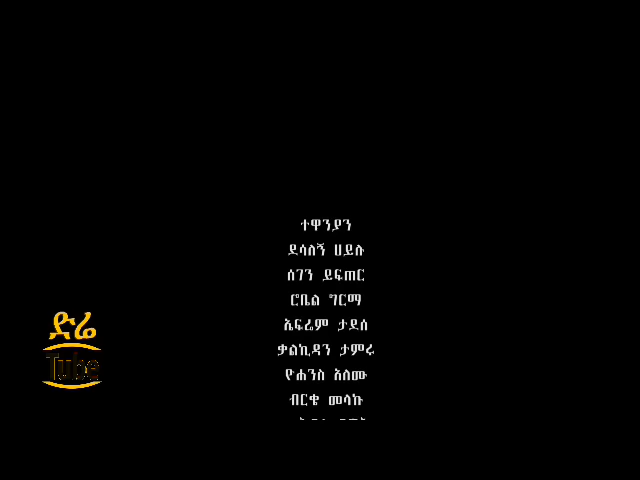 ተዋንያን
ደሳለኝ ሀይሉ
ሰገን ይፍጠር
ሮቤል ግርማ
ኤፍሬም ታደሰ
ቃልኪዳን ታምሩ
ዮሐንስ አሰሙ
ብርቄ መሳኩ
ድሬ
Tube